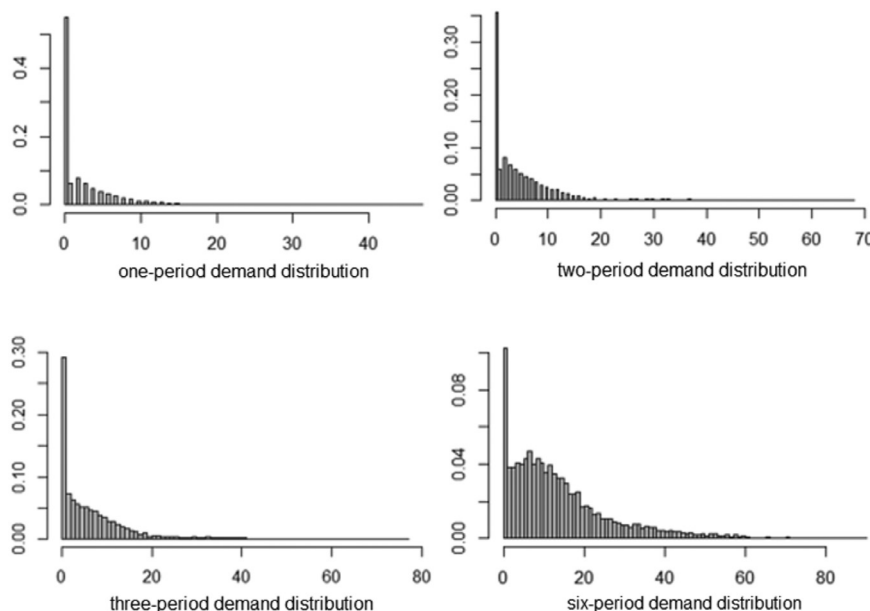 0.0 0.2 0.4
0 10 20 30 40
one-period demand distribution
0.00 0.10 0.20 0.30
0 10 20 30 40 50 60 70
two-period demand distribution
0.00 0.10 0.20 0.30
0 20 40 60 80
three-period demand distribution
0.00 0.04 0.08
0 20 40 60 80
six-period demand distribution